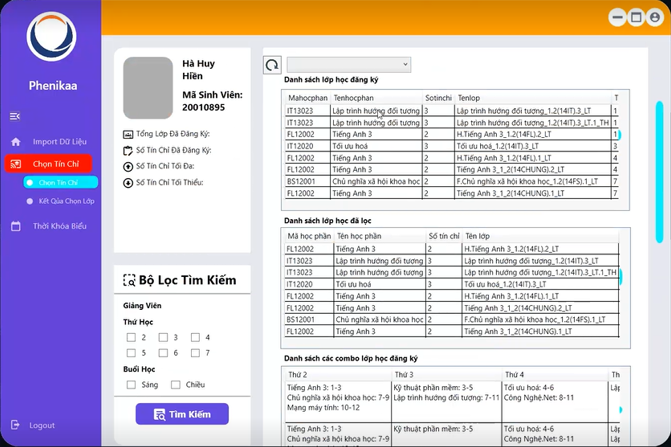 Phenikaa
Import Dữ Liệu
Chọn Tín Chỉ
Chọn Tín Chỉ
Kết Qủa Chọn Lớp
Thời Khóa Biểu
Logout
Hà Huy
Hiền
Mã Sinh Viên:
20010895
Tổng Lớp Đã Đăng Ký:
Số Tín Chỉ Đã Đăng Ký:
Số Tín Chỉ Tối Đa:
Số Tín Chỉ Tối Thiểu:
Bộ Lọc Tìm Kiếm
Giảng Viên
Thứ Học
2 3 4
5 6 7
Buổi Học
Sáng Chiều
Tìm Kiếm
Danh sách lớp học đăng ký
Mahocphan Tenhocphan Sotinchi Tenlop T
IT13023 Lập trình hướng đối tượng 3 Lập trình hướng đối tượng_1.2(14IT).3_LT 1
IT13023 Lập trình hướng đối tượng 3 Lập trình hướng đối tượng_1.2(14IT).3_LT.1_TH 1
FL12002 Tiếng Anh 3 2 H.Tiếng Anh 3_1.2(14FL).2_LT 1
IT12020 Tối ưu hoá 2 Tối ưu hoá_1.2(14IT).3_LT 3
FL12002 Tiếng Anh 3 2 H.Tiếng Anh 3_1.2(14FL).1_LT 4
FL12002 Tiếng Anh 3 2 Tiếng Anh 3_1_2(14CHUNG).2_LT 4
BS12001 Chủ nghĩa xã hội khoa học 2 F.Chủ nghĩa xã hội khoa học_1.2(14FS).1_LT 7
FL12002 Tiếng Anh 3 2 Tiếng Anh 3_1_2(14CHUNG).1_LT 7
Danh sách lớp học đã lọc
Mã học phần Tên học phần Số tín chỉ Tên lớp
FL12002 Tiếng Anh 3 2 H.Tiếng Anh 3_1.2(14FL).2_LT
IT13023 Lập trình hướng đối tượng 3 Lập trình hướng đối tượng_1.2(14IT).3_LT
IT13023 Lập trình hướng đối tượng 3 Lập trình hướng đối tượng_1.2(14IT).3_LT.1_TH
IT12020 Tối ưu hoá 2 Tối ưu hoá_1.2(14IT).3_LT
FL12002 Tiếng Anh 3 2 H.Tiếng Anh 3_1.2(14FL).1_LT
FL12002 Tiếng Anh 3 2 Tiếng Anh 3_1_2(14CHUNG).2_LT
BS12001 Chủ nghĩa xã hội khoa học 2 F.Chủ nghĩa xã hội khoa học_1.2(14FS).1_LT
FL12002 Tiếng Anh 3 2 Tiếng Anh 3_1_2(14CHUNG).1_LT
Danh sách các combo lớp học đăng ký
Thứ 2 Thứ 3 Thứ 4 Th
Tiếng Anh 3: 1-3 Kỹ thuật phần mềm: 3-5 Tối ưu hoá: 4-6 Lập
Chủ nghĩa xã hội khoa học: 7-9 Lập trình hướng đối tượng: 7-11 Công Nghệ.Net: 8-11
Mạng máy tính: 10-12
Tiếng Anh 3: 1-3 Kỹ thuật phần mềm: 3-5 Tối ưu hoá: 4-6 Lập
Chủ nghĩa xã hội khoa học: 7-9 Lập trình hướng đối tượng: 7-11 Công Nghệ.Net: 8-11